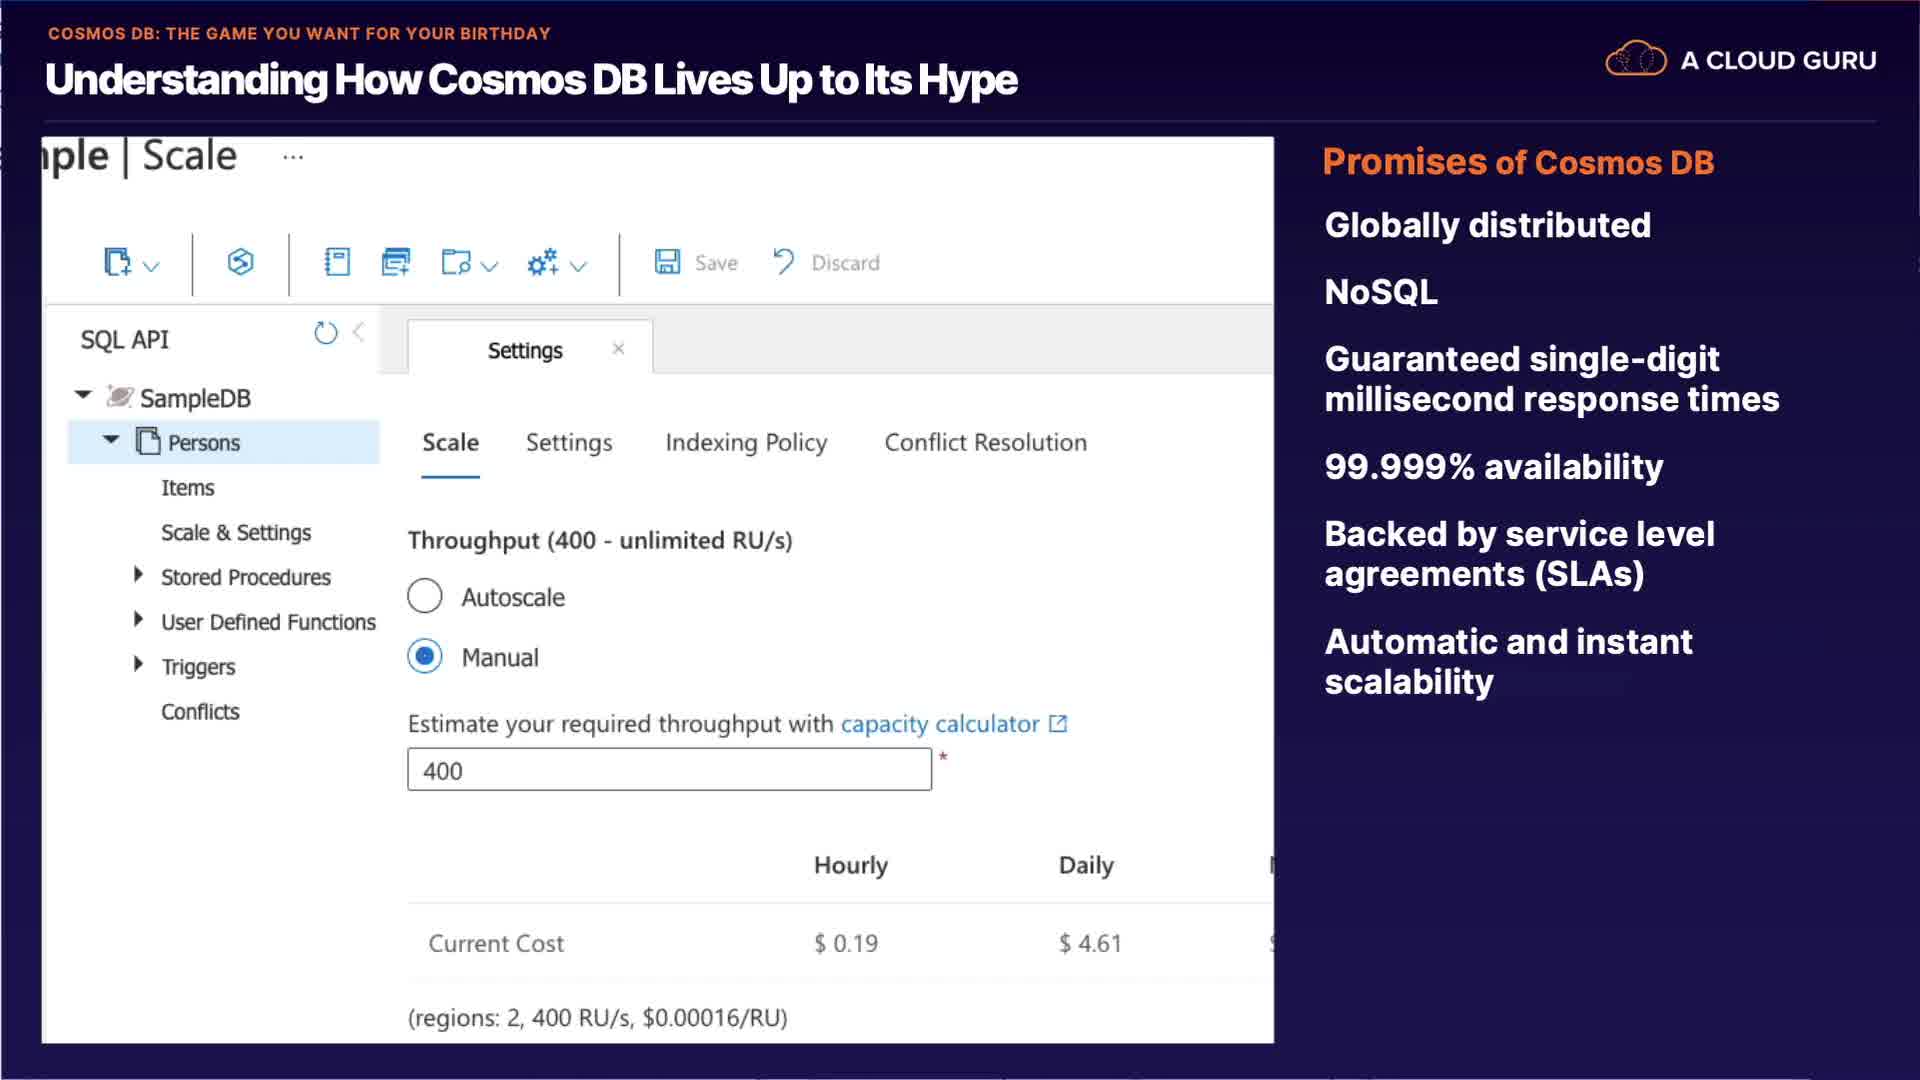 COSMOS DB: THE GAME YOU WANT FOR YOUR BIRTHDAY
Understanding How Cosmos DB Lives Up to Its Hype
A CLOUD GURU
| Scale ...
Save Discard
SQL API
Settings
SampleDB
Persons
Items
Scale & Settings
Stored Procedures
User Defined Functions
Triggers
Conflicts
Scale Settings Indexing Policy Conflict Resolution
Throughput (400 - unlimited RU/s)
Autoscale
Manual
Estimate your required throughput with capacity calculator
400 *
Hourly Daily
Current Cost $ 0.19 $ 4.61
(regions: 2, 400 RU/s, $0.00016/RU)
Promises of Cosmos DB
Globally distributed
NoSQL
Guaranteed single-digit
millisecond response times
99.999% availability
Backed by service level
agreements (SLAs)
Automatic and instant
scalability